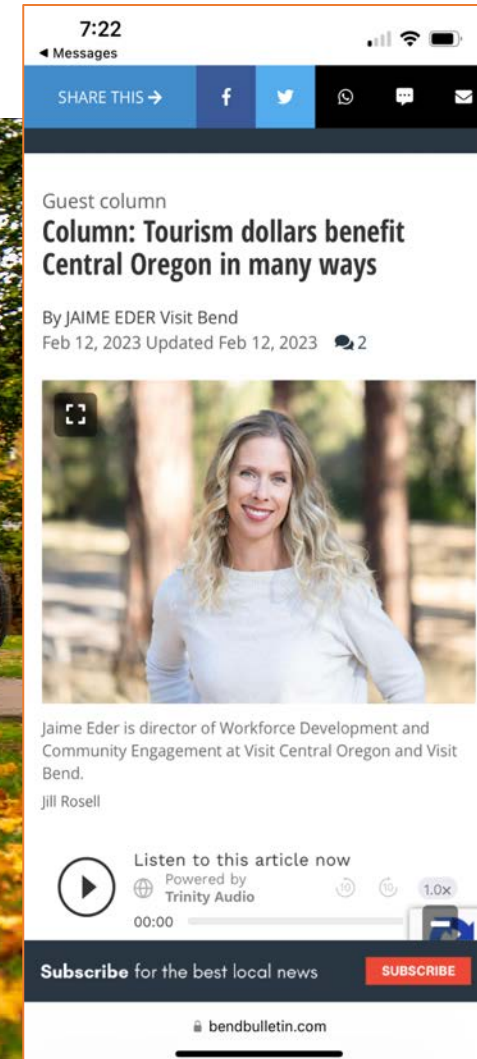 7:22
◀ Messages
SHARE THIS →
Guest column
Column: Tourism dollars benefit
Central Oregon in many ways
By JAIME EDER Visit Bend
Feb 12, 2023 Updated Feb 12, 2023 2
Jaime Eder is director of Workforce Development and
Community Engagement at Visit Central Oregon and Visit
Bend.
Jill Rosell
Listen to this article now
Powered by
Trinity Audio
10
10
1.0x
00:00
Subscribe for the best local news
SUBSCRIBE
bendbulletin.com